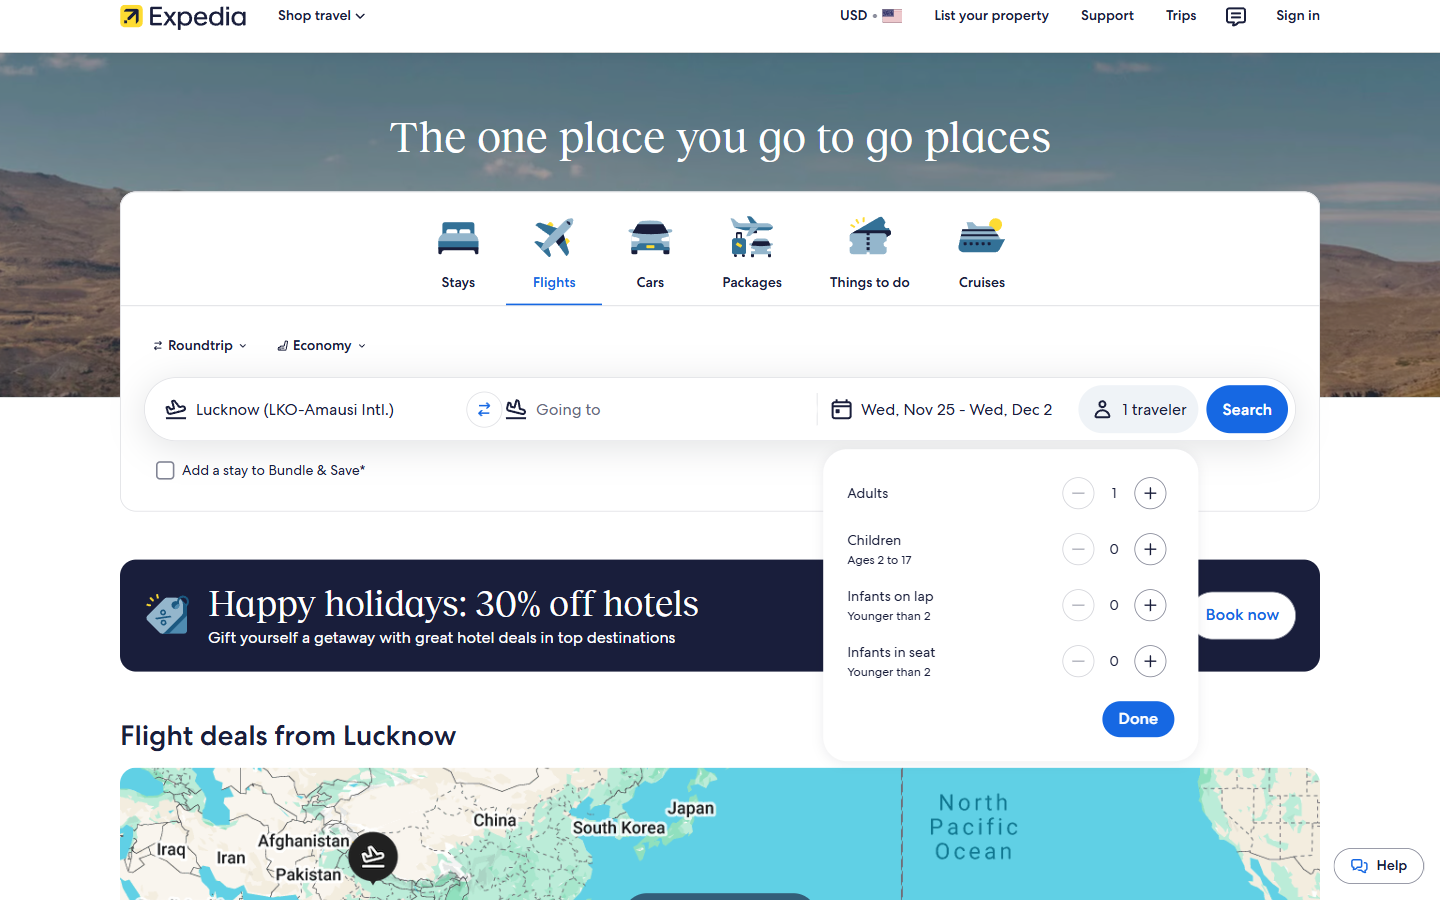 Expedia
Shop travel
USD
List your property
Support
Trips
Sign in
The one place you go to go places
Stays
Flights
Cars
Packages
Things to do
Cruises
Roundtrip
Economy
Lucknow (LKO-Amausi Intl.)
Going to
Wed, Nov 25 - Wed, Dec 2
1 traveler
Search
Add a stay to Bundle & Save*
Adults
1
Children
Ages 2 to 17
0
Infants on lap
Younger than 2
0
Infants in seat
Younger than 2
0
Done
Happy holidays: 30% off hotels
Gift yourself a getaway with great hotel deals in top destinations
Book now
Flight deals from Lucknow
Iraq
Iran
Afghanistan
Pakistan
China
South Korea
Japan
North
Pacific
Ocean
Help